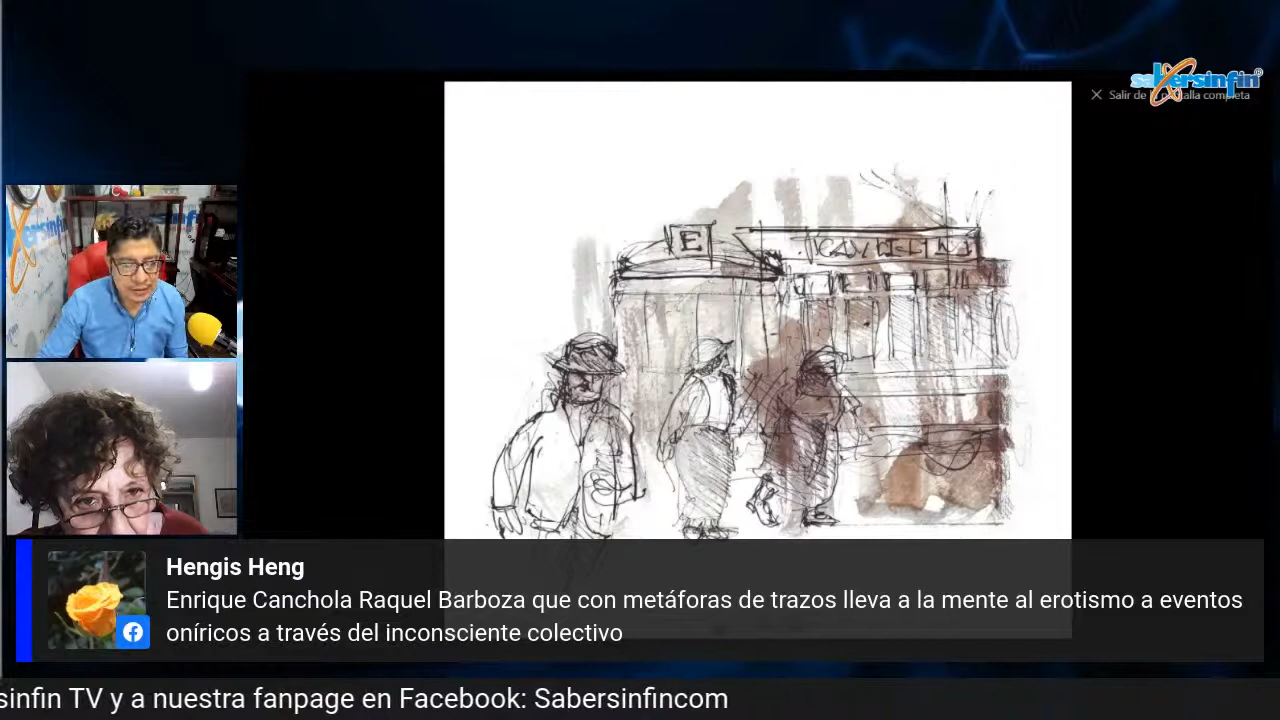 sabersinfin
Salir de la pantalla completa
E
Hengis Heng
Enrique Canchola Raquel Barboza que con metáforas de trazos lleva a la mente al erotismo a eventos
oníricos a través del inconsciente colectivo
sinfin TV y a nuestra fanpage en Facebook: Sabersinfincom